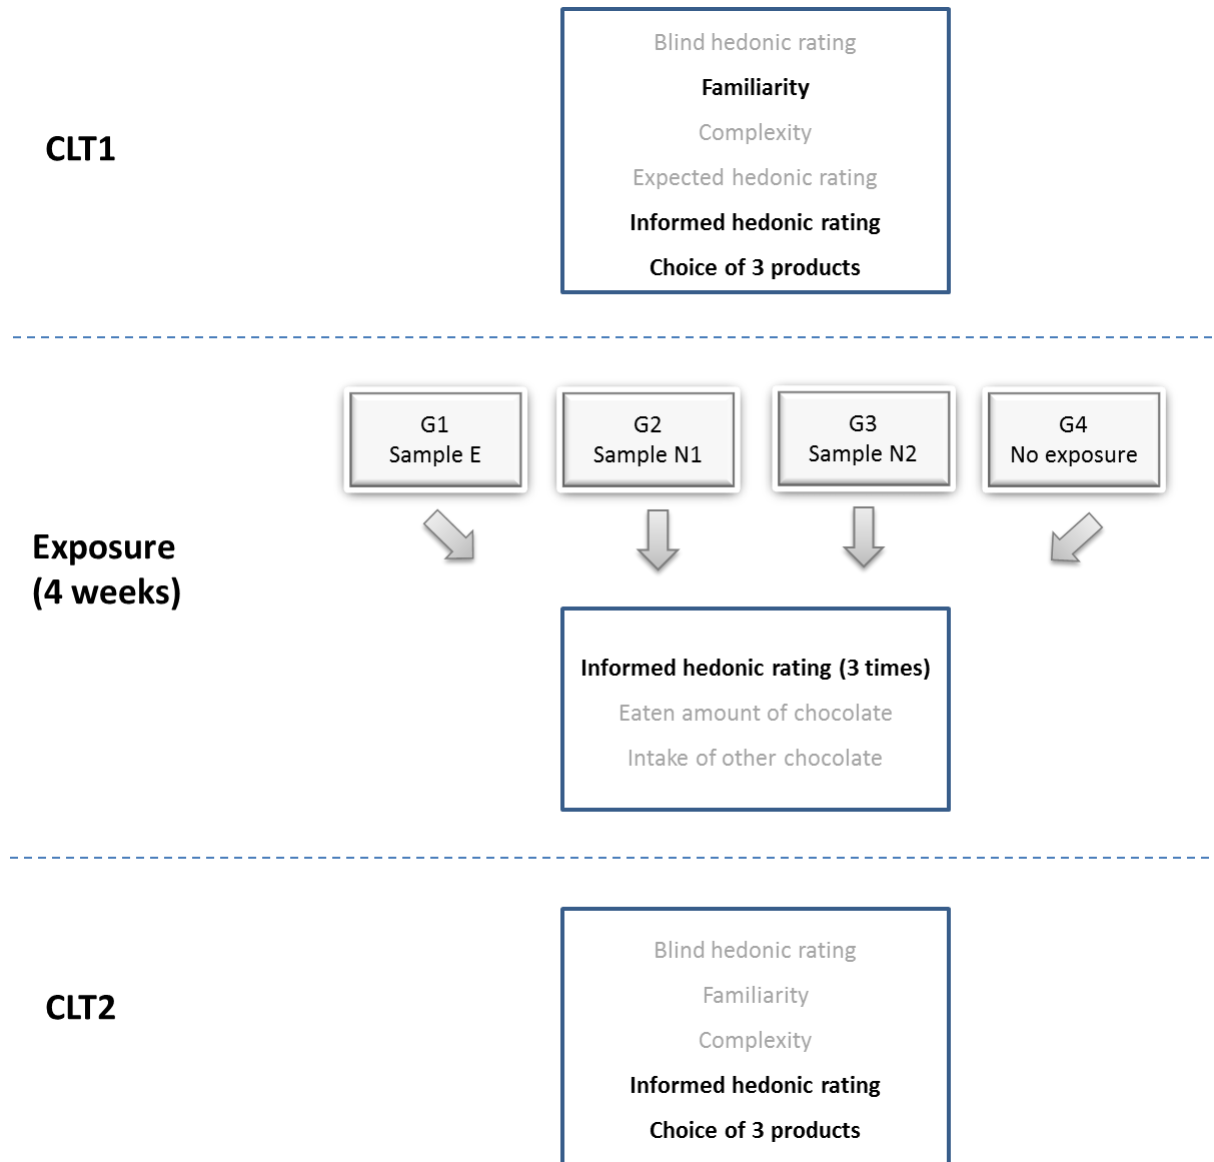 CLT1
Blind hedonic rating
Familiarity
Complexity
Expected hedonic rating
Informed hedonic rating
Choice of 3 products
Exposure
(4 weeks)
G1
Sample E
G2
Sample N1
G3
Sample N2
G4
No exposure
Informed hedonic rating (3 times)
Eaten amount of chocolate
Intake of other chocolate
CLT2
Blind hedonic rating
Familiarity
Complexity
Informed hedonic rating
Choice of 3 products